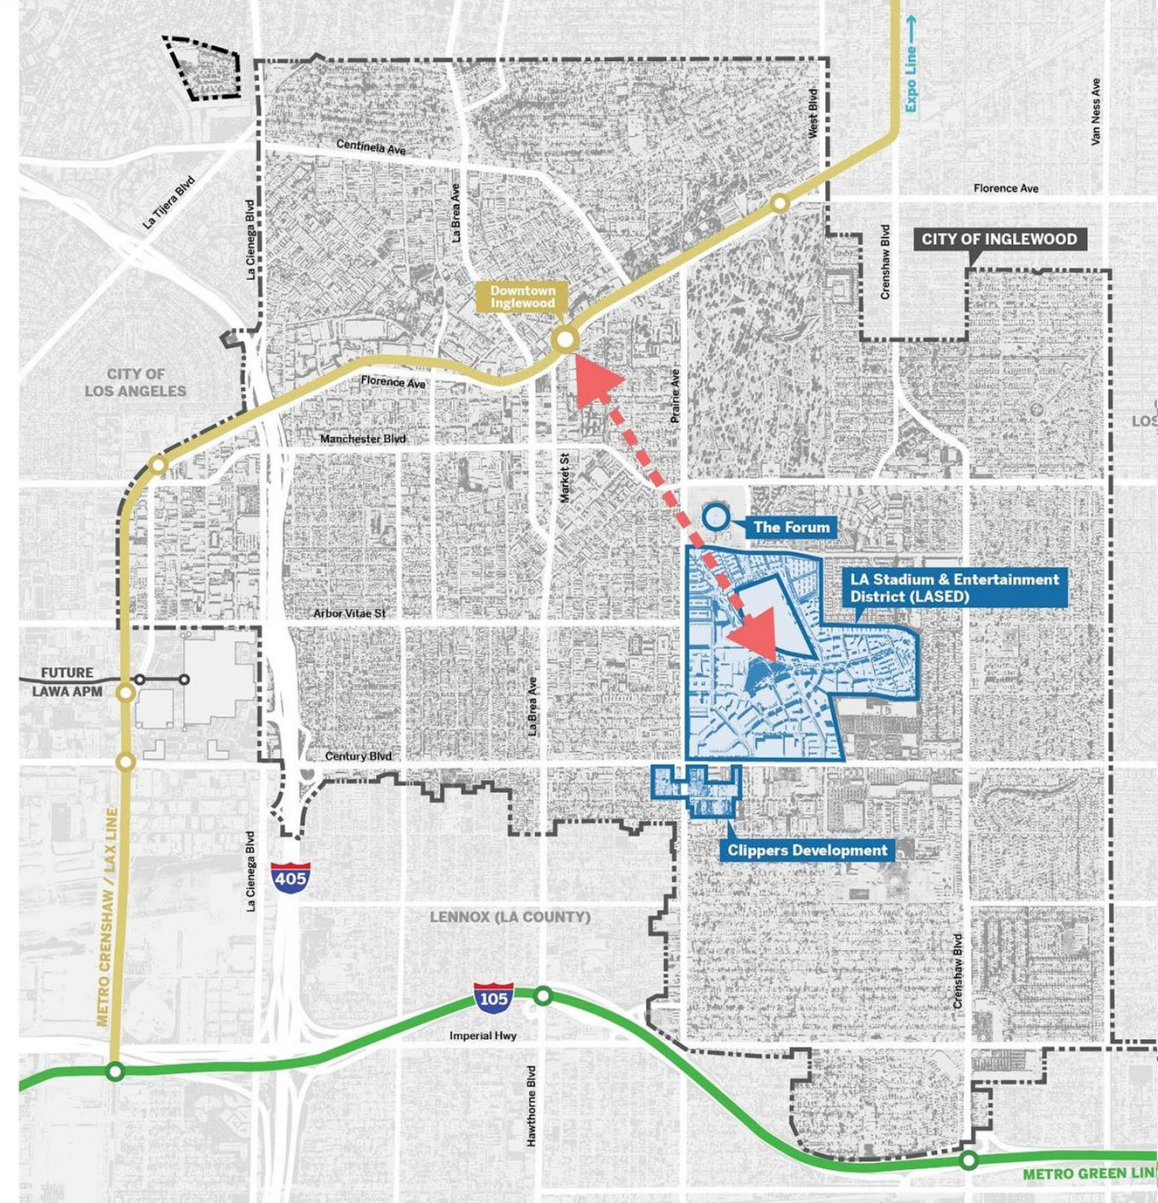 Expo Line →
Van Ness Ave
West Blvd
Centinela Ave
La Tijera Blvd
La Cienega Blvd
La Brea Ave
Florence Ave
Crenshaw Blvd
CITY OF INGLEWOOD
Downtown
Inglewood
CITY OF
LOS ANGELES
Florence Ave
Prairie Ave
LOS
Manchester Blvd
Market St
The Forum
LA Stadium & Entertainment
District (LASED)
Arbor Vitae St
FUTURE
LAWA APM
La Brea Ave
Century Blvd
METRO CRENSHAW / LAX LINE
La Cienega Blvd
405
Clippers Development
LENNOX (LA COUNTY)
Crenshaw Blvd
105
Imperial Hwy
Hawthorne Blvd
METRO GREEN LIN